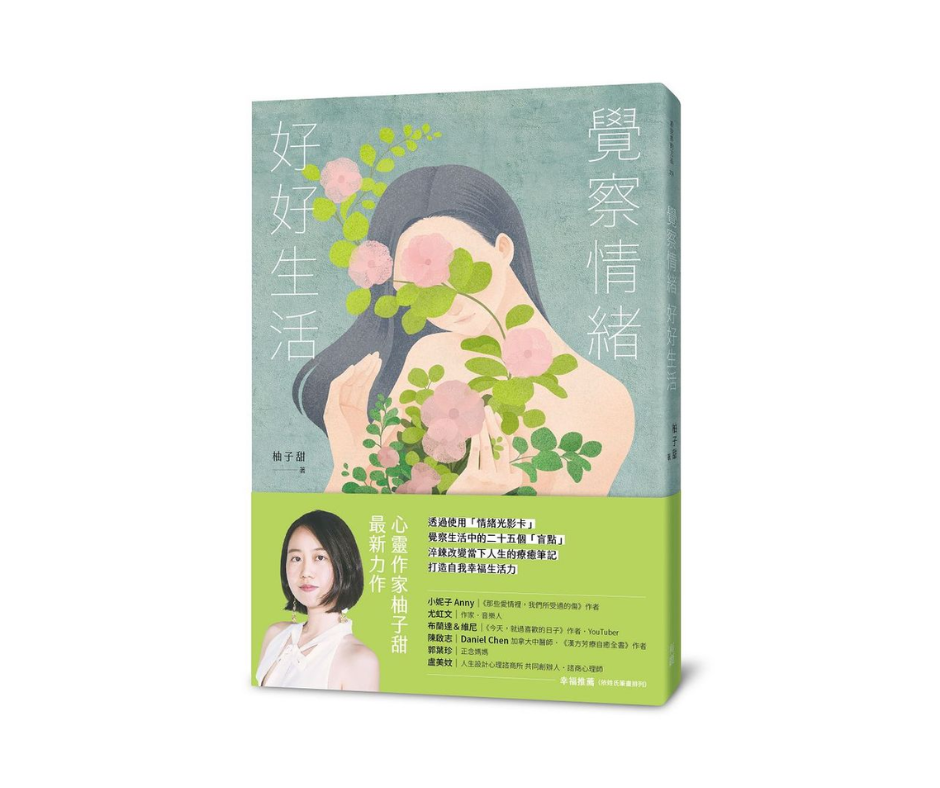 覺察情緒
好好生活
柚子甜
著
心靈作家柚子甜
最新力作
透過使用「情緒光影卡」
覺察生活中的二十五個「盲點」
淬鍊改變當下人生的療癒筆記
打造自我幸福生活力
小妮子 Anny｜《那些愛情裡，我們所受過的傷》作者
尤虹文｜作家、音樂人
布蘭達＆維尼｜《今天，就過喜歡的日子》作者、YouTuber
陳啟志｜Daniel Chen 加拿大中醫師、《漢方芳療自癒全書》作者
郭葉珍｜正念媽媽
盧美妏｜人生設計心理諮商所 共同創辦人、諮商心理師
幸福推薦（依姓氏筆畫排列）
覺察情緒 好好生活
柚子甜
著